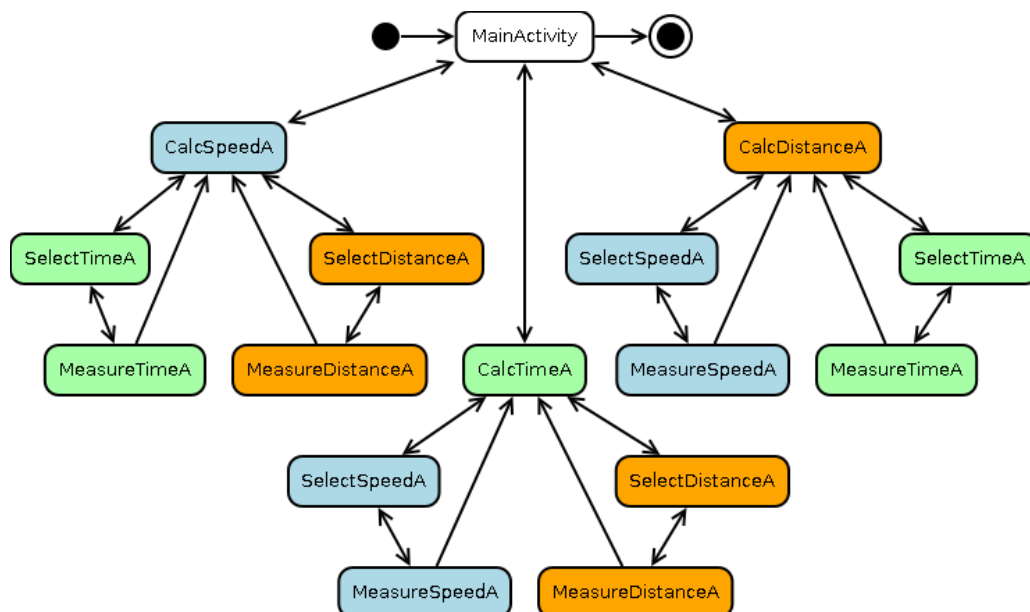 MainActivity
CalcSpeedA
CalcDistanceA
SelectTimeA
SelectDistanceA
SelectSpeedA
SelectTimeA
MeasureTimeA
MeasureDistanceA
CalcTimeA
MeasureSpeedA
MeasureTimeA
SelectSpeedA
SelectDistanceA
MeasureSpeedA
MeasureDistanceA